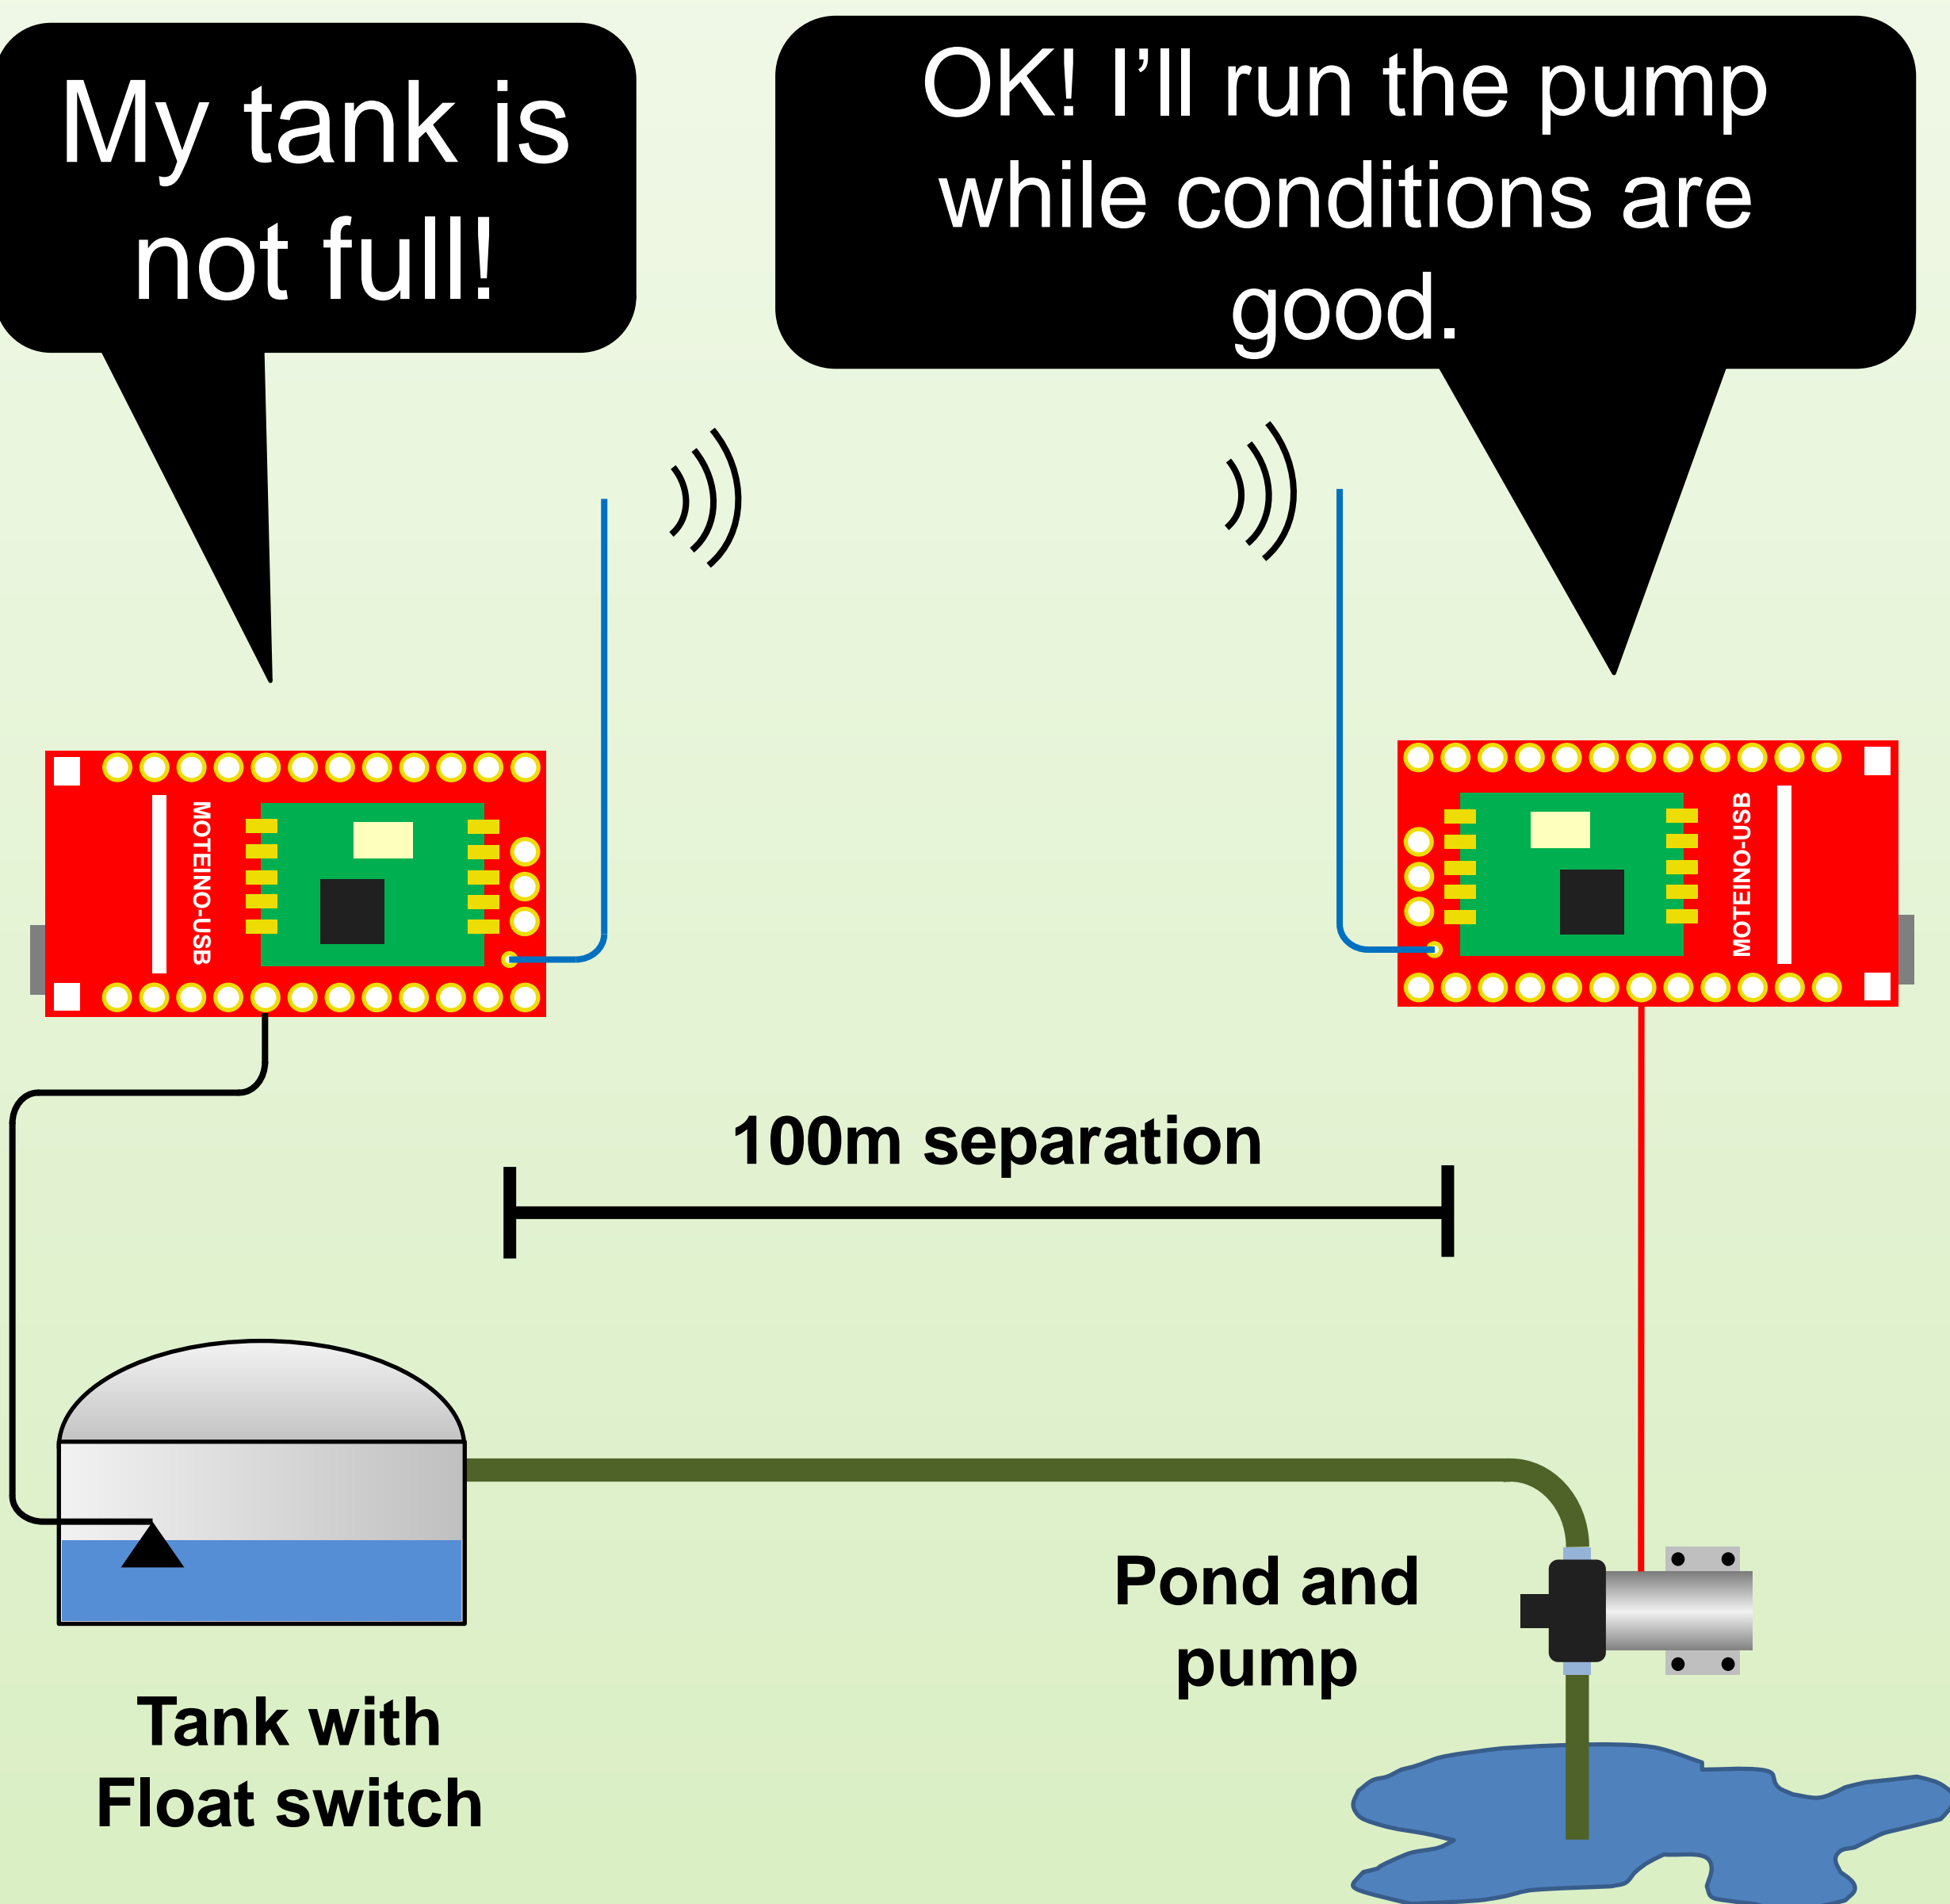 My tank is
not full!
OK! I'll run the pump
while conditions are
good.
MOTEINO-USB
MOTEINO-USB
100m separation
Pond and
pump
Tank with
Float switch